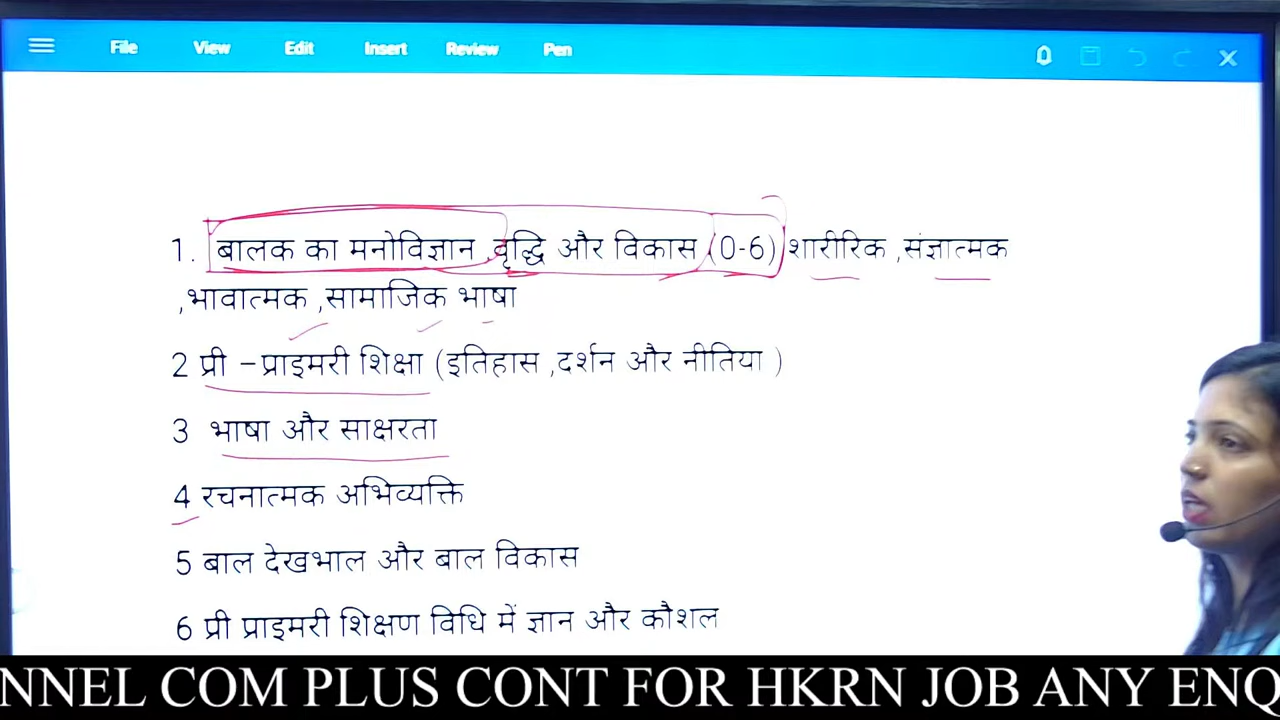 File View Edit Insert Review Pen
1. बालक का मनोविज्ञान ,वृद्धि और विकास (0-6) शारीरिक ,संज्ञात्मक
,भावात्मक ,सामाजिक भाषा
2 प्री –प्राइमरी शिक्षा (इतिहास ,दर्शन और नीतिया )
3 भाषा और साक्षरता
4 रचनात्मक अभिव्यक्ति
5 बाल देखभाल और बाल विकास
6 प्री प्राइमरी शिक्षण विधि में ज्ञान और कौशल
NNEL COM PLUS CONT FOR HKRN JOB ANY ENQ